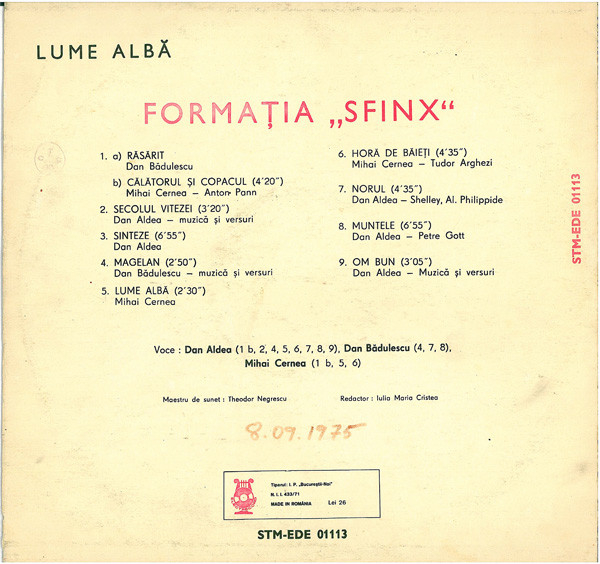 LUME ALBĂ
FORMAȚIA „SFINX“
1. a) RĂSĂRIT
Dan Bădulescu
b) CĂLĂTORUL ȘI COPACUL (4'20")
Mihai Cernea – Anton Pann
2. SECOLUL VITEZEI (3'20")
Dan Aldea – muzică și versuri
3. SINTEZE (6'55")
Dan Aldea
4. MAGELAN (2'50")
Dan Bădulescu – muzică și versuri
5. LUME ALBĂ (2'30")
Mihai Cernea
6. HORĂ DE BĂIEȚI (4'35")
Mihai Cernea – Tudor Arghezi
7. NORUL (4'35")
Dan Aldea – Shelley, Al. Philippide
8. MUNTELE (6'55")
Dan Aldea – Petre Gott
9. OM BUN (3'05")
Dan Aldea – Muzică și versuri
STM-EDE 01113
Voce : Dan Aldea (1 b, 2, 4, 5, 6, 7, 8, 9), Dan Bădulescu (4, 7, 8),
Mihai Cernea (1 b, 5, 6)
Maestru de sunet : Theodor Negrescu
Redactor : Iulia Maria Cristea
8.09.1975
Tiparul: I. P. „Bucureștii-Noi"
N. I. I. 433/71
MADE IN ROMÂNIA Lei 26
STM-EDE 01113